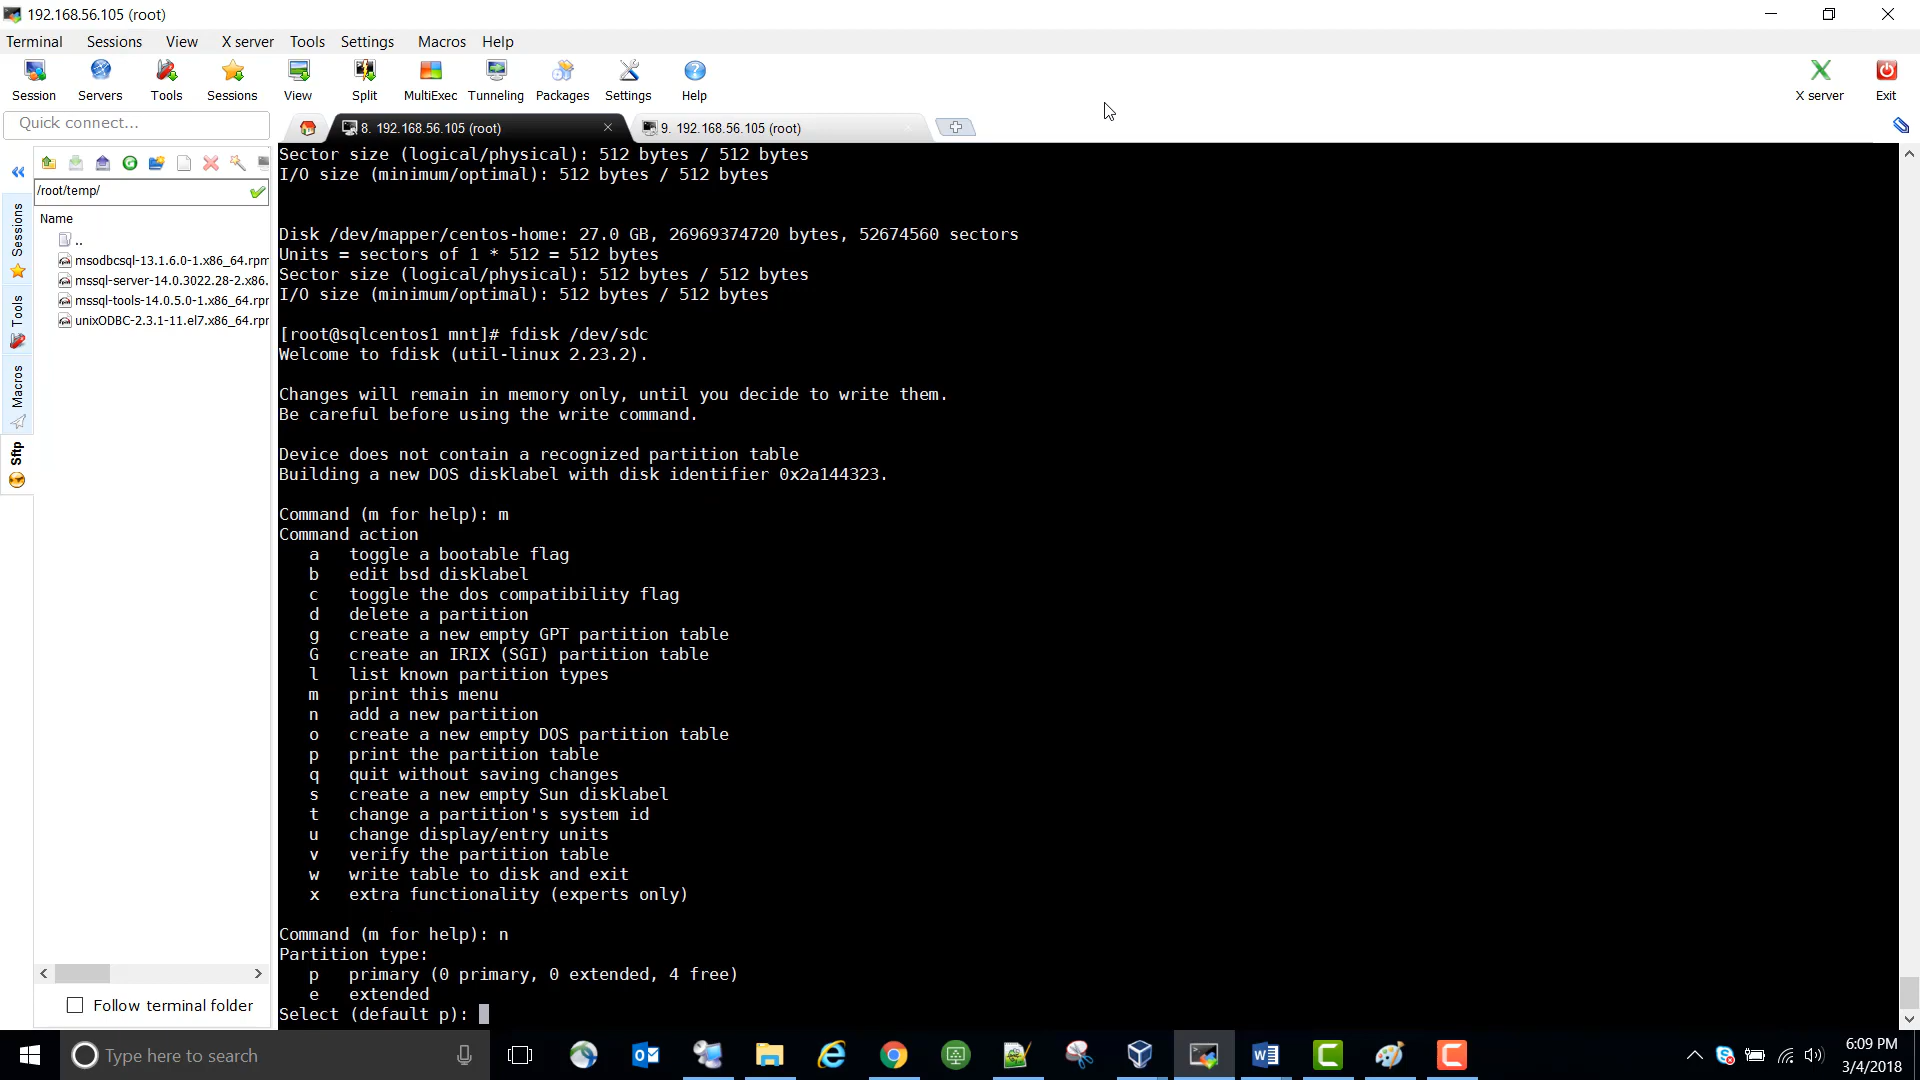 192.168.56.105 (root)
Terminal Sessions View X server Tools Settings Macros Help
Session Servers Tools Sessions View Split MultiExec Tunneling Packages Settings Help X server Exit
Quick connect...
8. 192.168.56.105 (root)
9. 192.168.56.105 (root)
Sessions
Tools
Macros
Sftp
/root/temp/
Name
..
msodbcsql-13.1.6.0-1.x86_64.rpm
mssql-server-14.0.3022.28-2.x86.
mssql-tools-14.0.5.0-1.x86_64.rpr
unixODBC-2.3.1-11.el7.x86_64.rpr
Follow terminal folder
Sector size (logical/physical): 512 bytes / 512 bytes
I/O size (minimum/optimal): 512 bytes / 512 bytes
Disk /dev/mapper/centos-home: 27.0 GB, 26969374720 bytes, 52674560 sectors
Units = sectors of 1 * 512 = 512 bytes
Sector size (logical/physical): 512 bytes / 512 bytes
I/O size (minimum/optimal): 512 bytes / 512 bytes
[root@sqlcentos1 mnt]# fdisk /dev/sdc
Welcome to fdisk (util-linux 2.23.2).
Changes will remain in memory only, until you decide to write them.
Be careful before using the write command.
Device does not contain a recognized partition table
Building a new DOS disklabel with disk identifier 0x2a144323.
Command (m for help): m
Command action
a toggle a bootable flag
b edit bsd disklabel
c toggle the dos compatibility flag
d delete a partition
g create a new empty GPT partition table
G create an IRIX (SGI) partition table
l list known partition types
m print this menu
n add a new partition
o create a new empty DOS partition table
p print the partition table
q quit without saving changes
s create a new empty Sun disklabel
t change a partition's system id
u change display/entry units
v verify the partition table
w write table to disk and exit
x extra functionality (experts only)
Command (m for help): n
Partition type:
p primary (0 primary, 0 extended, 4 free)
e extended
Select (default p):
Type here to search
6:09 PM
3/4/2018